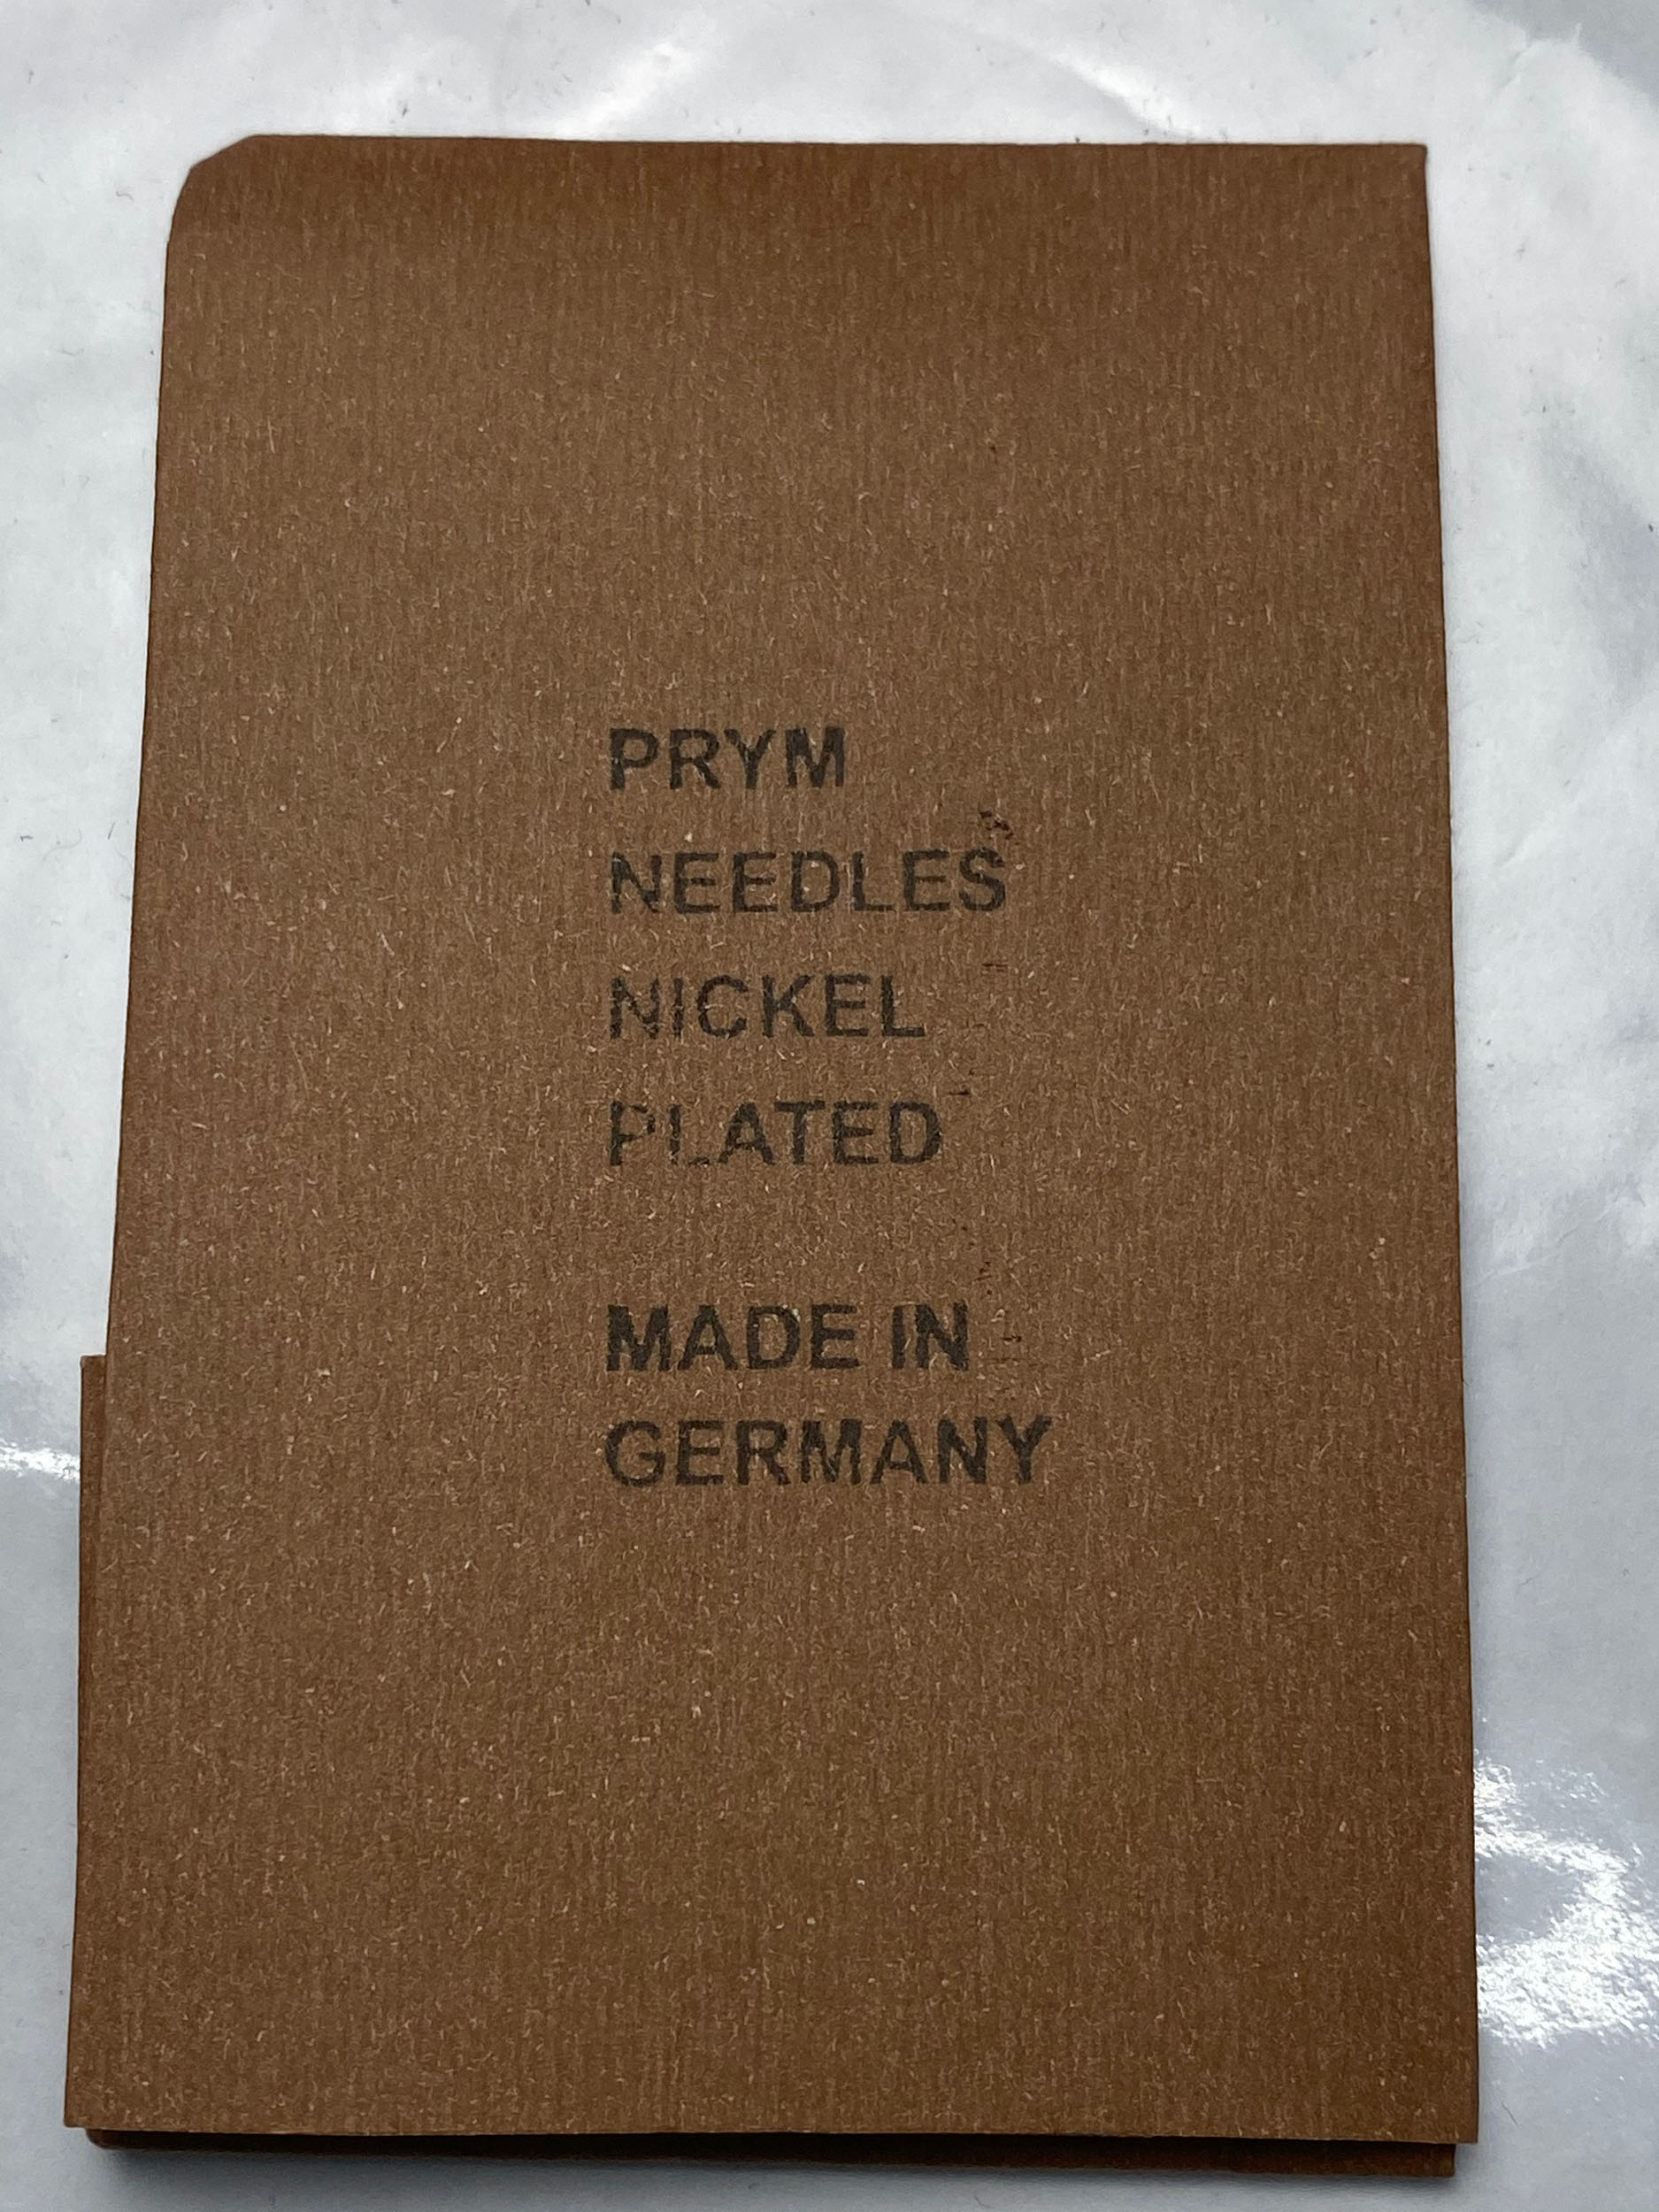 PRYM
NEEDLES
NICKEL
PLATED
MADE IN
GERMANY